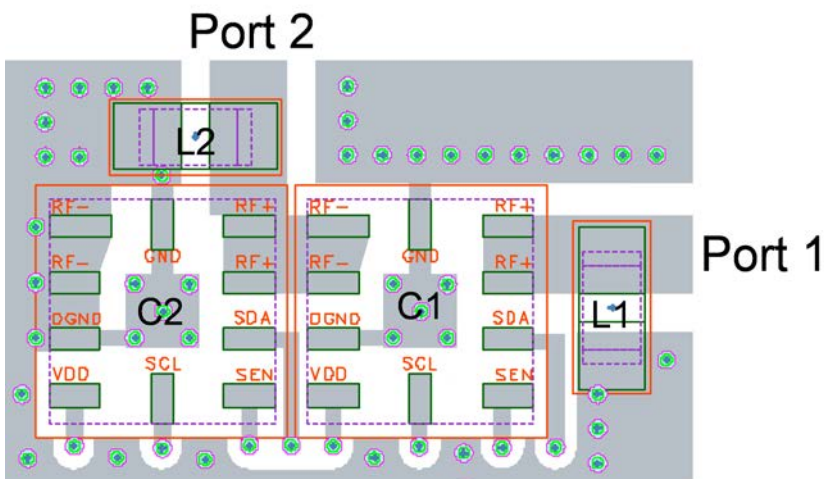 Port 2
L2
RF- RF+ RF- RF+
GND GND
Port 1
RF- RF+ RF- RF+
C2 C1 L1
DGND SDA DGND SDA
VDD SCL SEN VDD SCL SEN